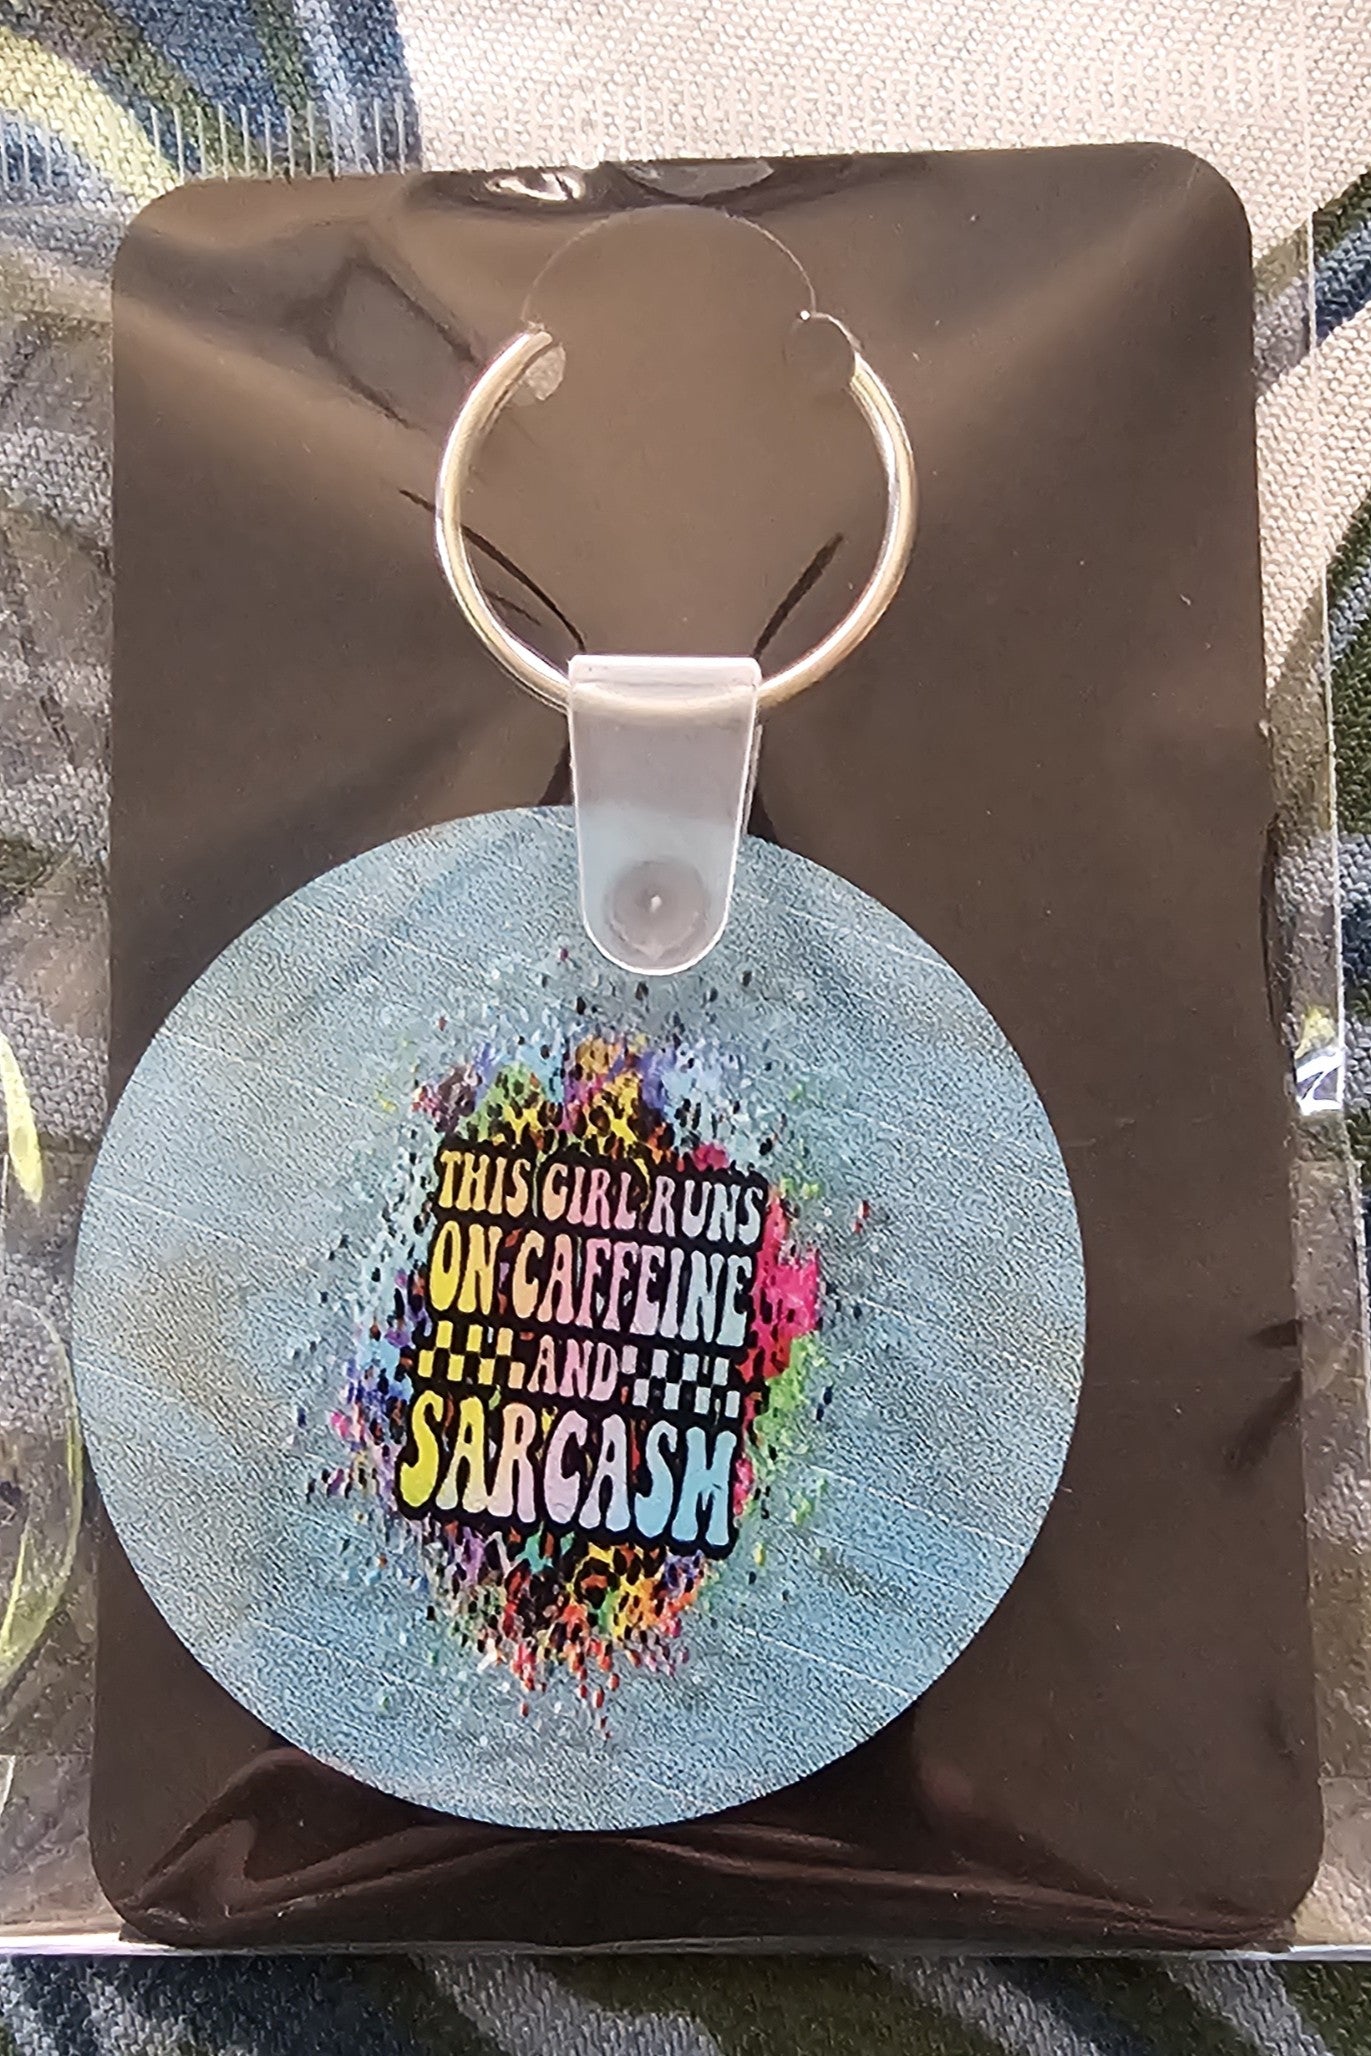 THIS GIRL RUNS
ON CAFFEINE
AND
SARCASM